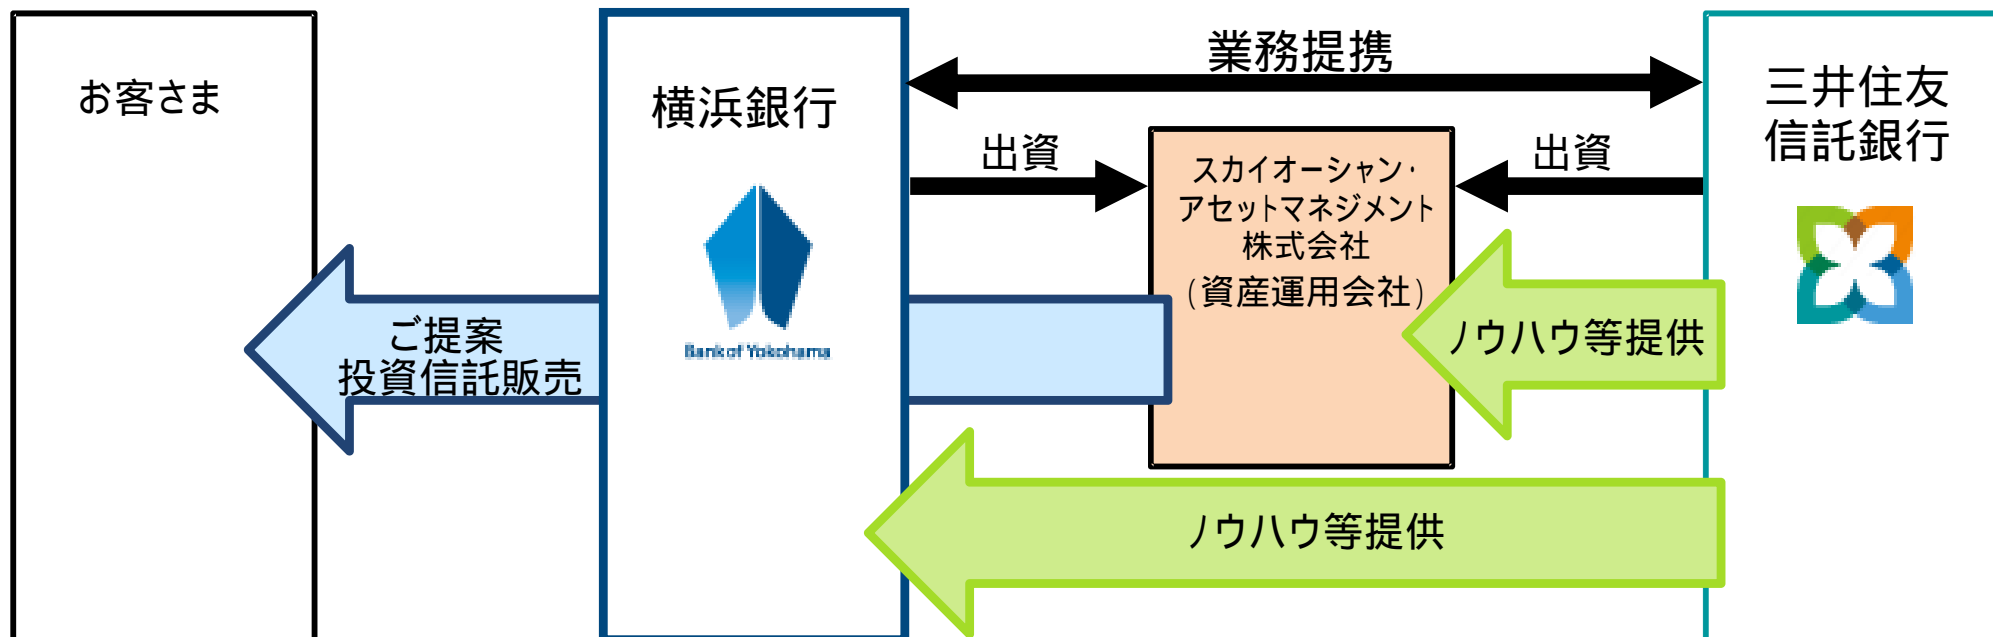 お客さま
横浜銀行
Bank of Yokohama
業務提携
出資
スカイオーシャン・
アセットマネジメント
株式会社
(資産運用会社)
出資
三井住友
信託銀行
ご提案
投資信託販売
ノウハウ等提供
ノウハウ等提供